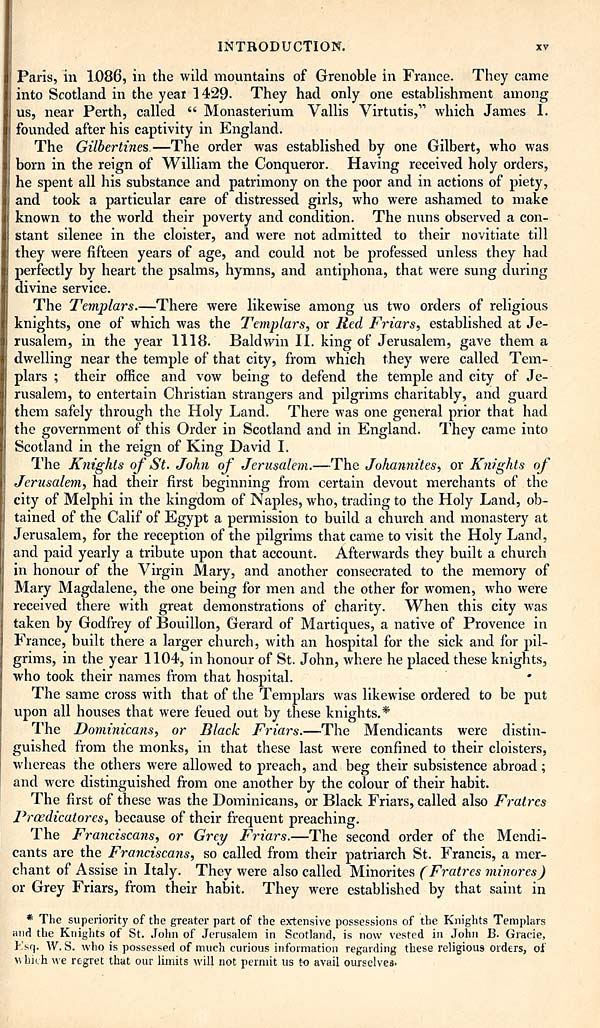 INTRODUCTION. xv
Paris, in 1086, in the wild mountains of Grenoble in France. They came
into Scotland in the year 1429. They had only one establishment among
us, near Perth, called “ Monasterium Vallis Virtutis,” which James I.
founded after his captivity in England.
The Gilbertines.—The order was established by one Gilbert, who was
born in the reign of William the Conqueror. Having received holy orders,
he spent all his substance and patrimony on the poor and in actions of piety,
and took a particular care of distressed girls, who were ashamed to make
known to the world their poverty and condition. The nuns observed a con-
stant silence in the cloister, and were not admitted to their novitiate till
they were fifteen years of age, and could not be professed unless they had
perfectly by heart the psalms, hymns, and antiphona, that were sung during
divine service.
The Templars.—There were likewise among us two orders of religious
knights, one of which was the Templars, or Red Friars, established at Je-
rusalem, in the year 1118. Baldwin II. king of Jerusalem, gave them a
dwelling near the temple of that city, from which they were called Tem-
plars ; their office and vow being to defend the temple and city of Je-
rusalem, to entertain Christian strangers and pilgrims charitably, and guard
them safely through the Holy Land. There was one general prior that had
the government of this Order in Scotland and in England. They came into
Scotland in the reign of King David I.
The Knights of St. John of Jerusalem.—The Johannites, or Knights of
Jerusalem, had their first beginning from certain devout merchants of the
city of Melphi in the kingdom of Naples, who, trading to the Holy Land, ob-
tained of the Calif of Egypt a permission to build a church and monastery at
Jerusalem, for the reception of the pilgrims that came to visit the Holy Land,
and paid yearly a tribute upon that account. Afterwards they built a church
in honour of the Virgin Mary, and another consecrated to the memory of
Mary Magdalene, the one being for men and the other for women, who were
received there with great demonstrations of charity. When this city was
taken by Godfrey of Bouillon, Gerard of Martiques, a native of Provence in
France, built there a larger church, with an hospital for the sick and for pil-
grims, in the year 1104, in honour of St. John, where he placed these knights,
who took their names from that hospital.
The same cross with that of the Templars was likewise ordered to be put
upon all houses that were feued out by these knights.*
The Dominicans, or Black Friars.—The Mendicants were distin-
guished from the monks, in that these last were confined to their cloisters,
whereas the others were allowed to preach, and beg their subsistence abroad ;
and were distinguished from one another by the colour of their habit.
The first of these was the Dominicans, or Black Friars, called also Fratres
Prædicatores, because of their frequent preaching.
The Franciscans, or Grey Friars.—The second order of the Mendi-
cants are the Franciscans, so called from their patriarch St. Francis, a mer-
chant of Assise in Italy. They were also called Minorites (Fratres minores)
or Grey Friars, from their habit. They were established by that saint in
* The superiority of the greater part of the extensive possessions of the Knights Templars
and the Knights of St. John of Jerusalem in Scotland, is now vested in John B. Gracie,
Esq. W. S. who is possessed of much curious information regarding these religious orders, of
which we regret that our limits will not permit us to avail ourselves.